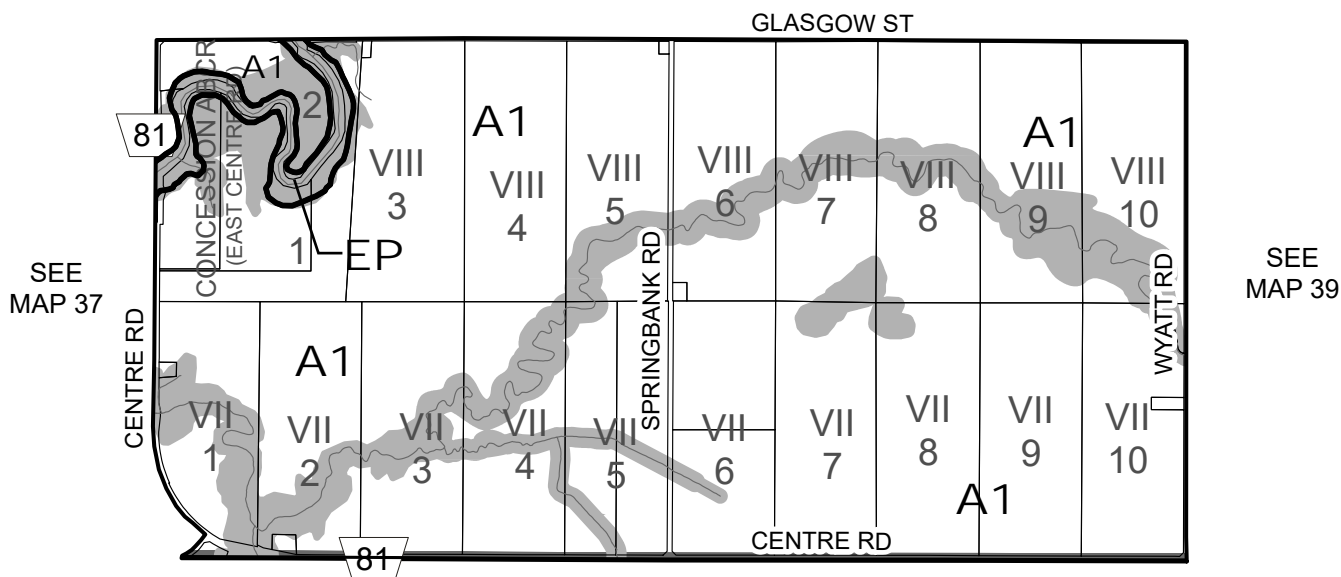 GLASGOW ST
CONCESSION ABCR
(EAST CENTRE
A1
2
81
1
EP
VIII
3
A1
VIII
4
VIII
5
VIII
6
VIII
7
VIII
8
A1
VIII
9
VIII
10
SEE
MAP 37
SEE
MAP 39
CENTRE RD
SPRINGBANK RD
WYATT RD
A1
VII
1
VII
2
VII
3
VII
4
VII
5
VII
6
VII
7
VII
8
VII
9
VII
10
A1
CENTRE RD
81